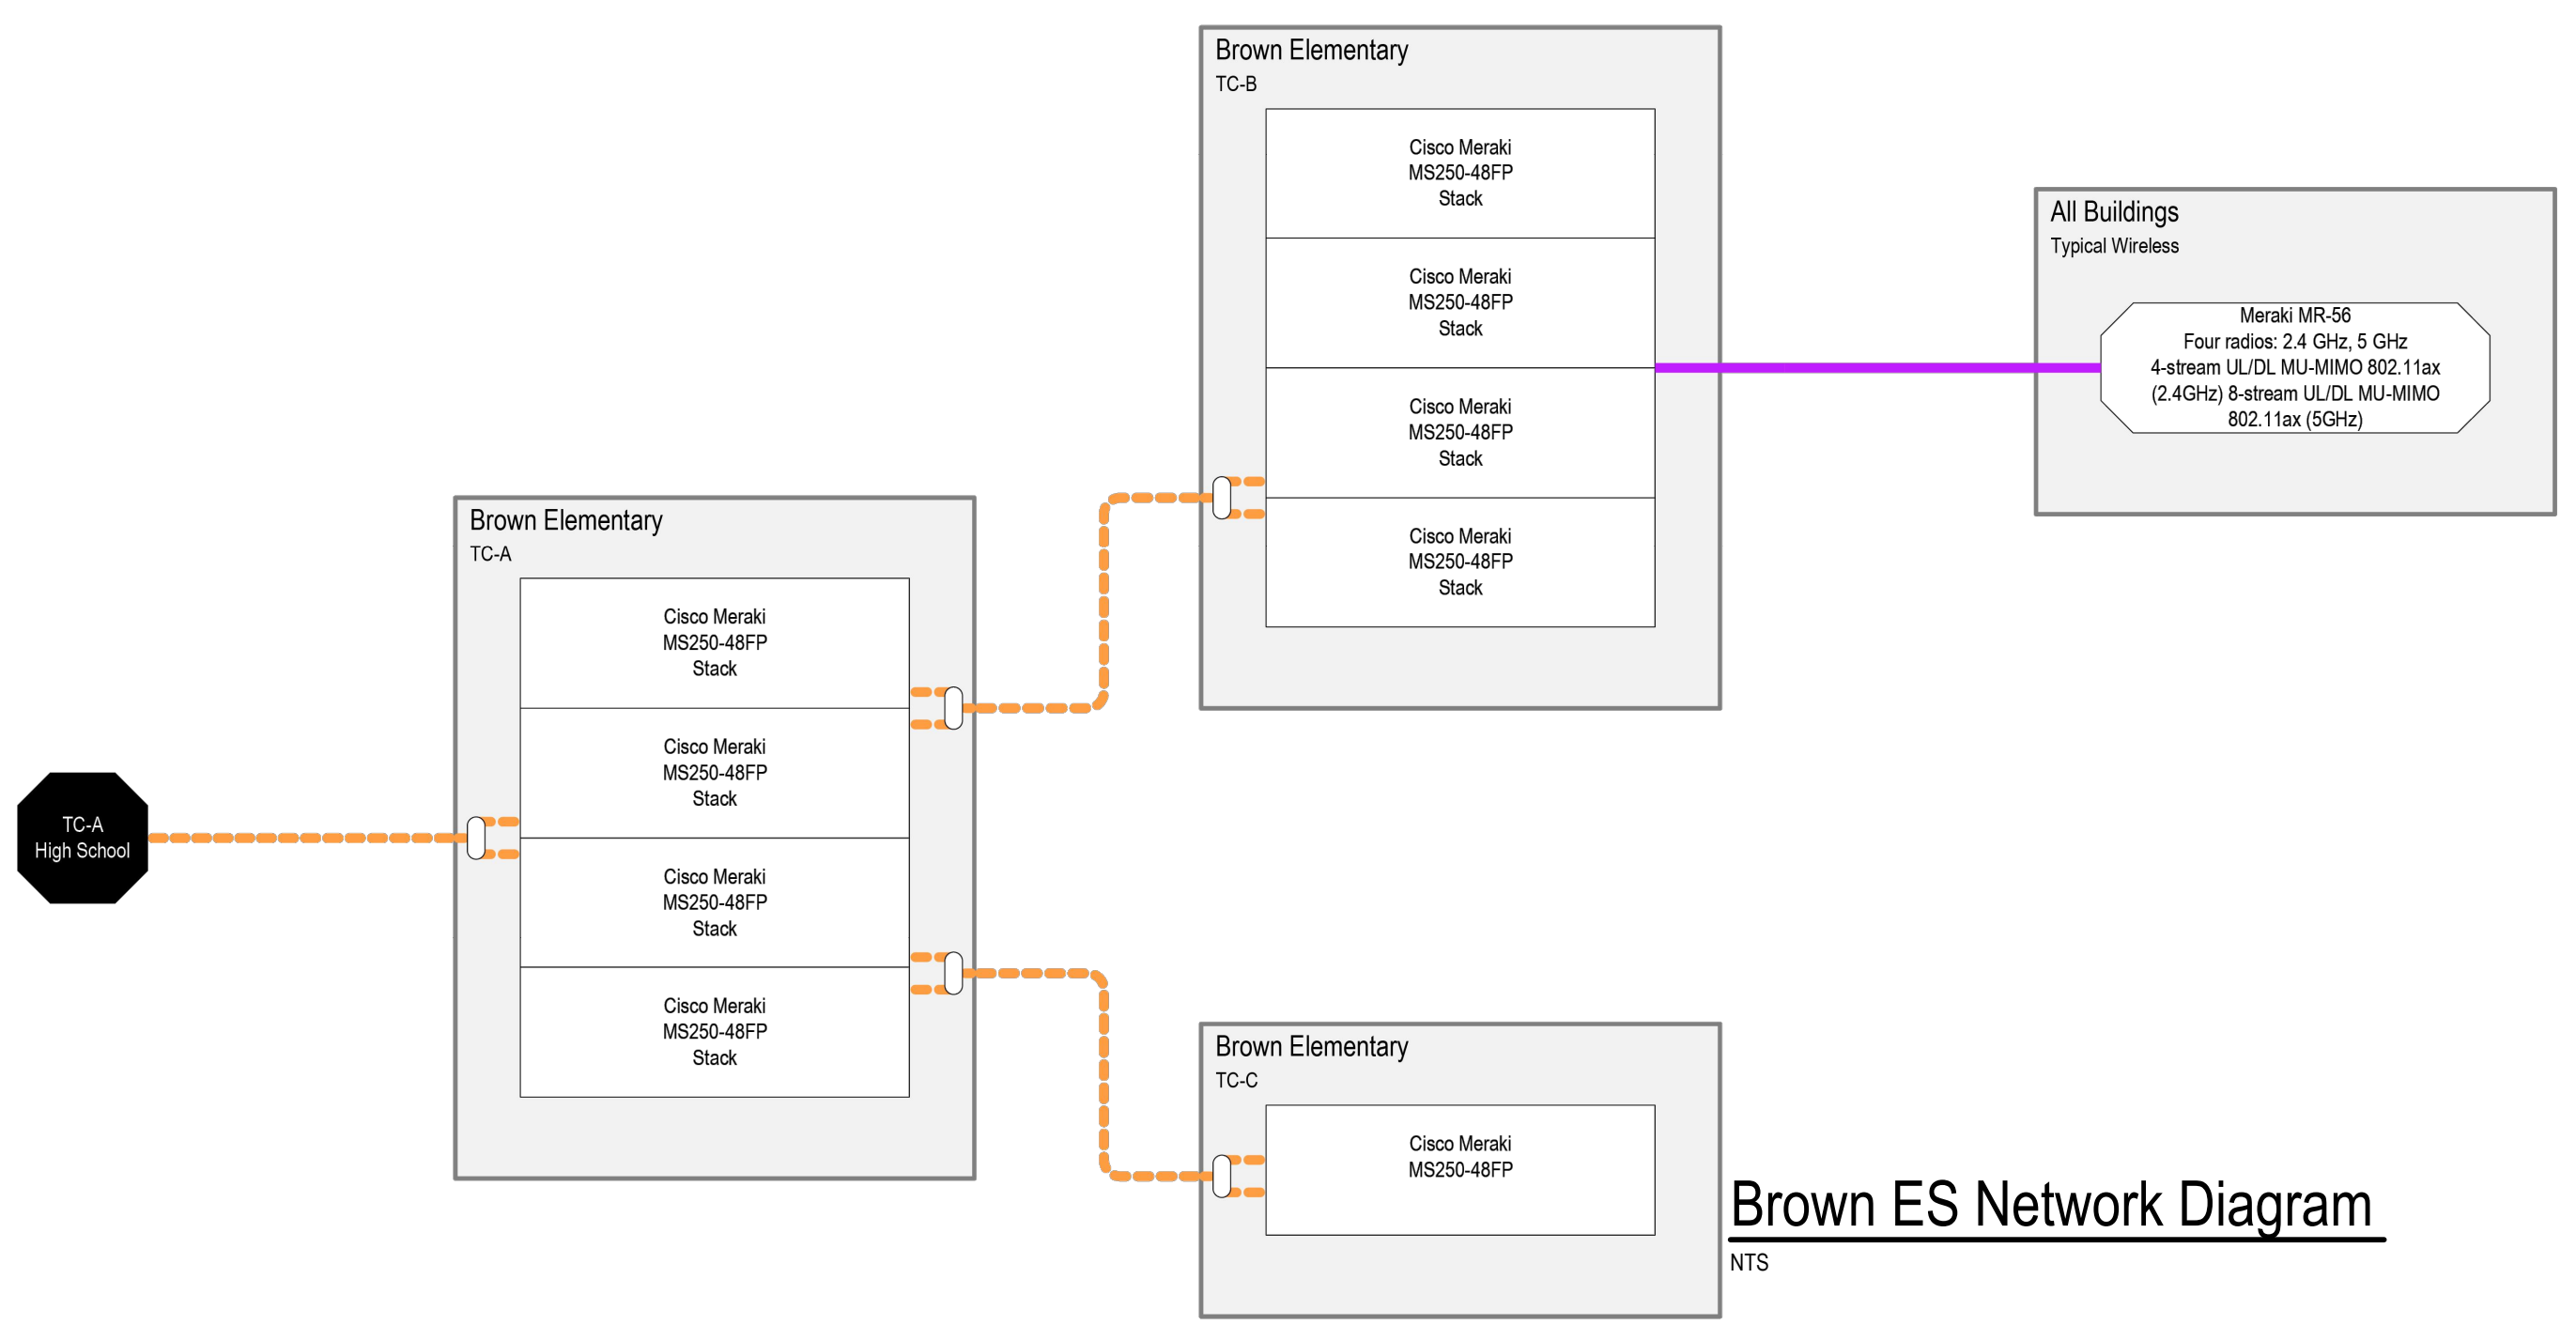 Brown Elementary
TC-B
Cisco Meraki
MS250-48FP
Stack
Cisco Meraki
MS250-48FP
Stack
Cisco Meraki
MS250-48FP
Stack
Cisco Meraki
MS250-48FP
Stack
All Buildings
Typical Wireless
Meraki MR-56
Four radios: 2.4 GHz, 5 GHz
4-stream UL/DL MU-MIMO 802.11ax
(2.4GHz) 8-stream UL/DL MU-MIMO
802.11ax (5GHz)
Brown Elementary
TC-A
Cisco Meraki
MS250-48FP
Stack
Cisco Meraki
MS250-48FP
Stack
Cisco Meraki
MS250-48FP
Stack
Cisco Meraki
MS250-48FP
Stack
TC-A
High School
Brown Elementary
TC-C
Cisco Meraki
MS250-48FP
Brown ES Network Diagram
NTS